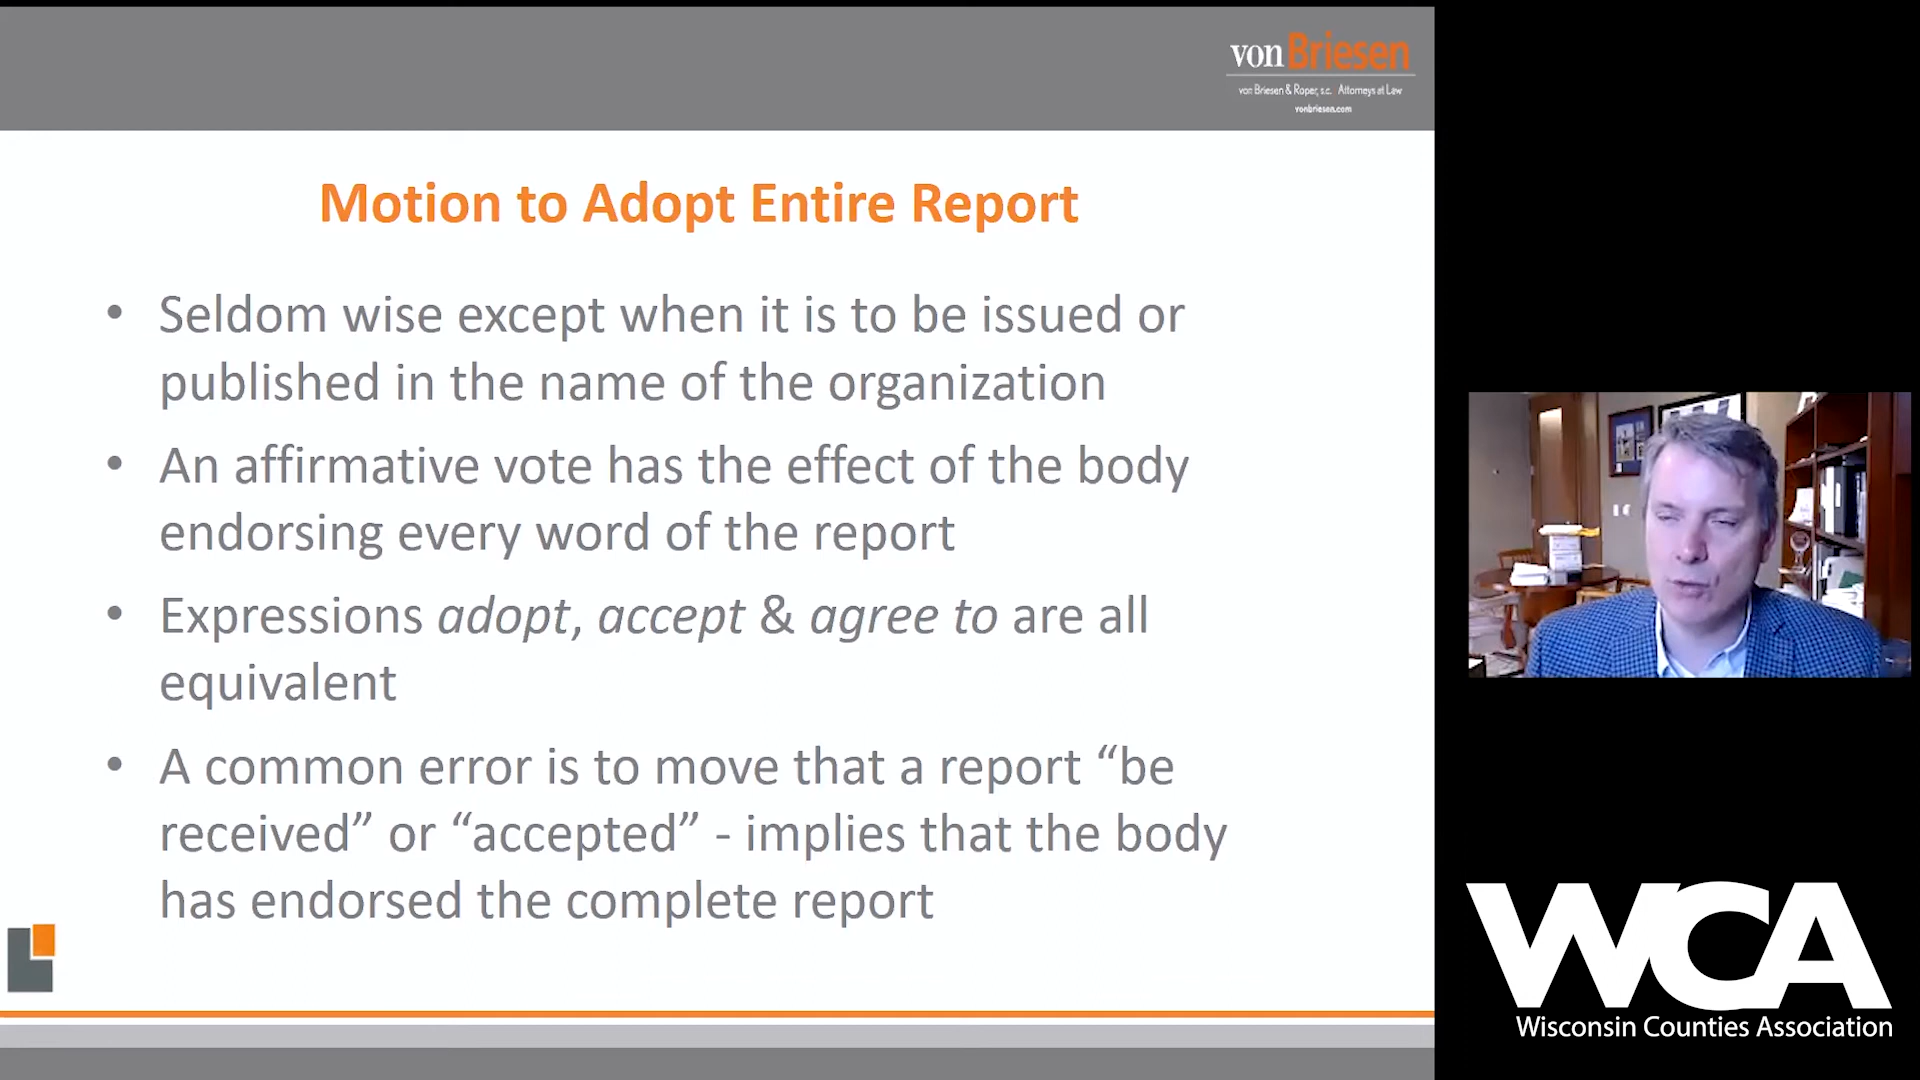 von Briesen
von Briesen & Roper, s.c. Attorneys at Law
vonbriesen.com
Motion to Adopt Entire Report
• Seldom wise except when it is to be issued or
published in the name of the organization
• An affirmative vote has the effect of the body
endorsing every word of the report
• Expressions adopt, accept & agree to are all
equivalent
• A common error is to move that a report “be
received” or “accepted” - implies that the body
has endorsed the complete report
WCA
Wisconsin Counties Association